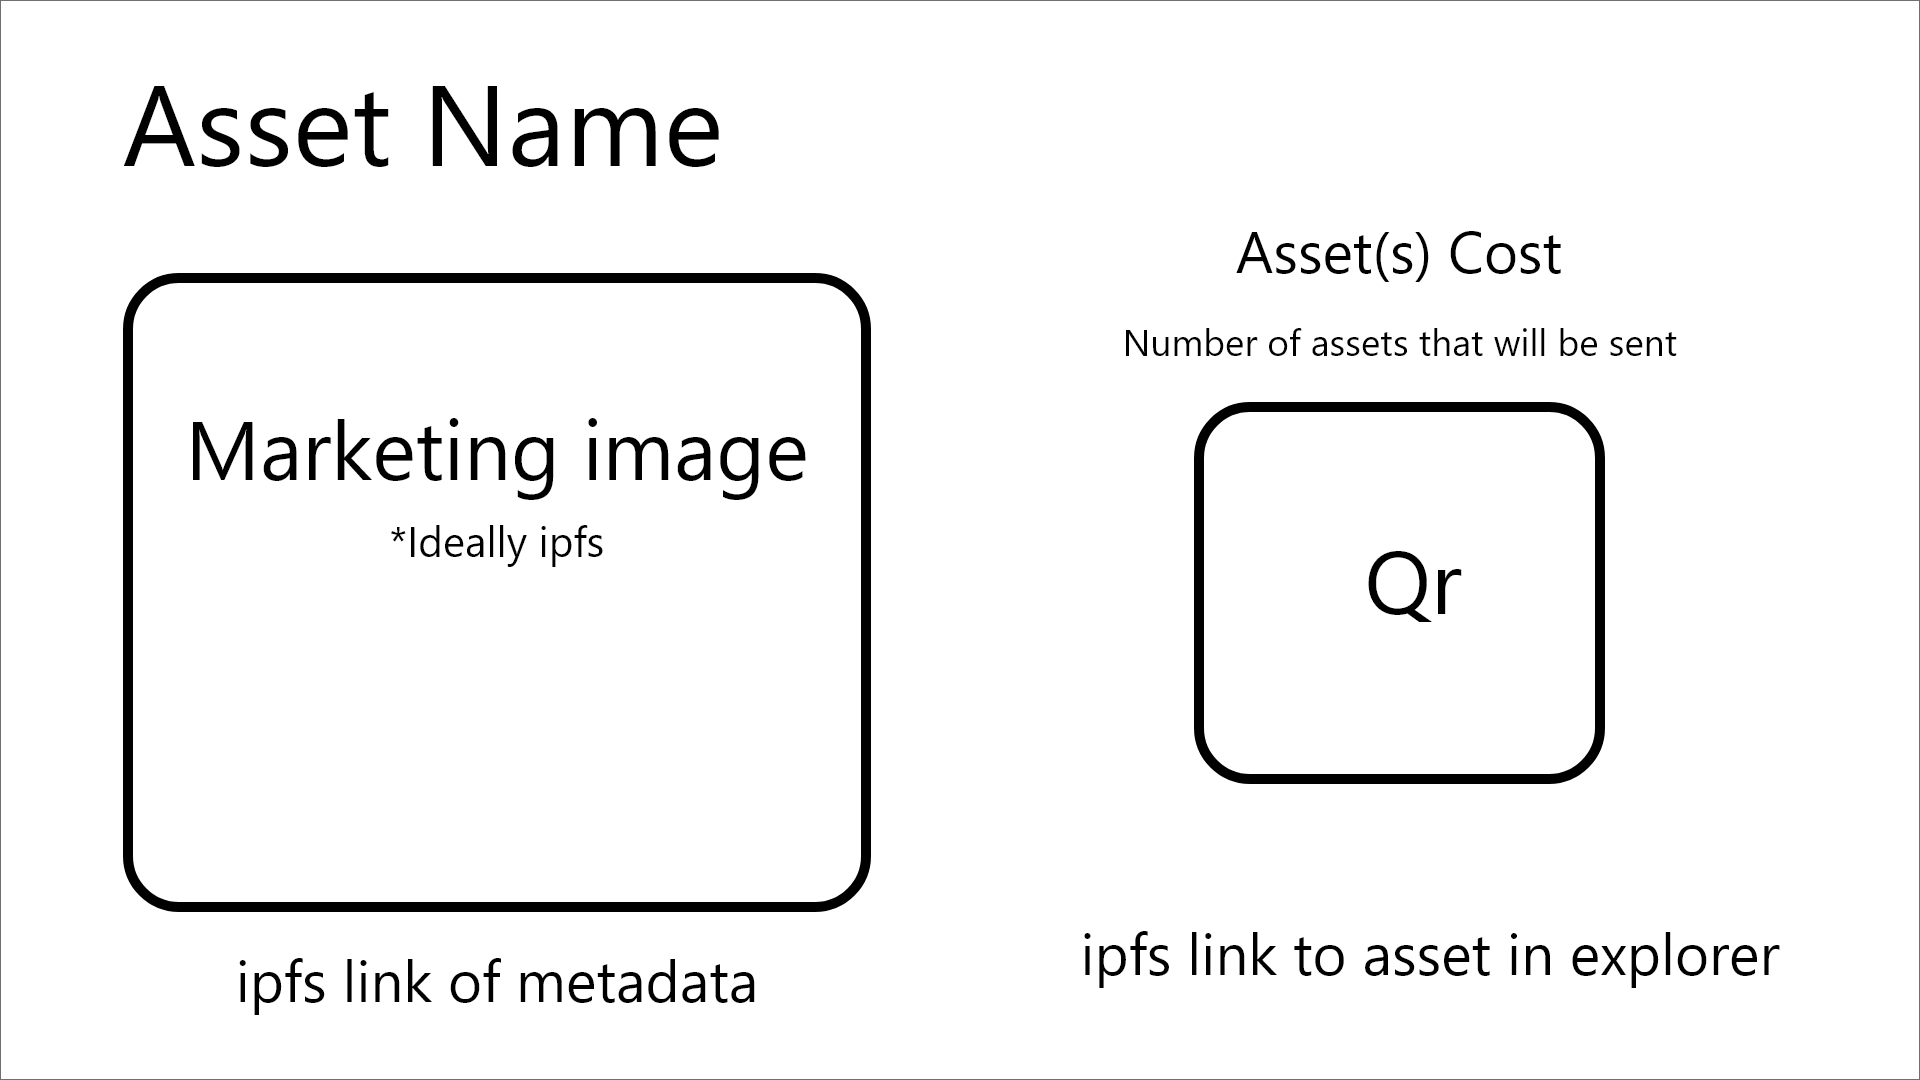 Asset Name
Marketing image
*Ideally ipfs
ipfs link of metadata
Asset(s) Cost
Number of assets that will be sent
Qr
ipfs link to asset in explorer